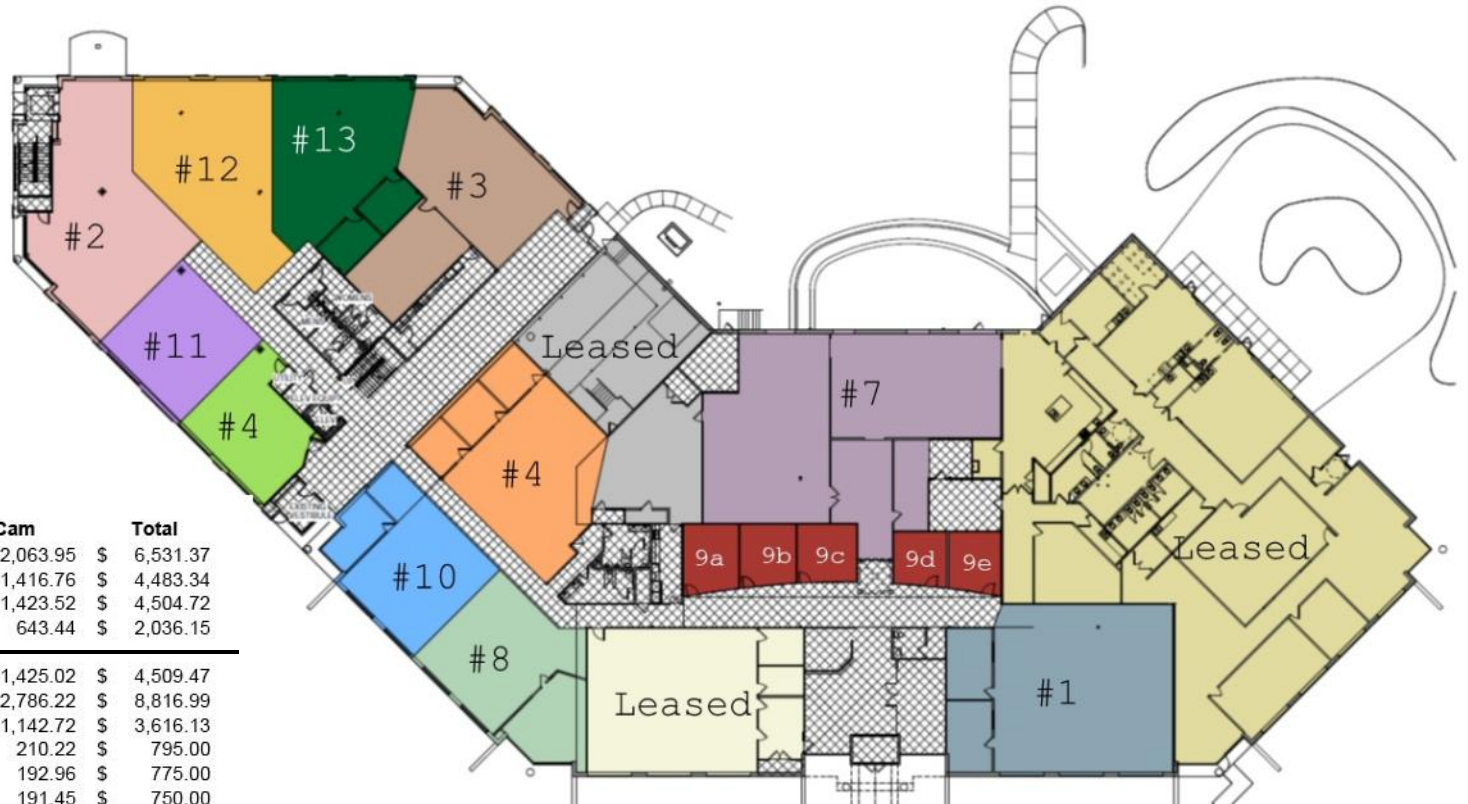 #13
#12
#3
#2
WOMENS
#11
Leased
#7
#4
#4
EXISTING
VESTIBULE
Cam Total
2,063.95 $ 6,531.37
1,416.76 $ 4,483.34
1,423.52 $ 4,504.72
643.44 $ 2,036.15
1,425.02 $ 4,509.47
2,786.22 $ 8,816.99
1,142.72 $ 3,616.13
210.22 $ 795.00
192.96 $ 775.00
191.45 $ 750.00
9a 9b 9c 9d 9e
Leased
#10
#8
Leased
#1